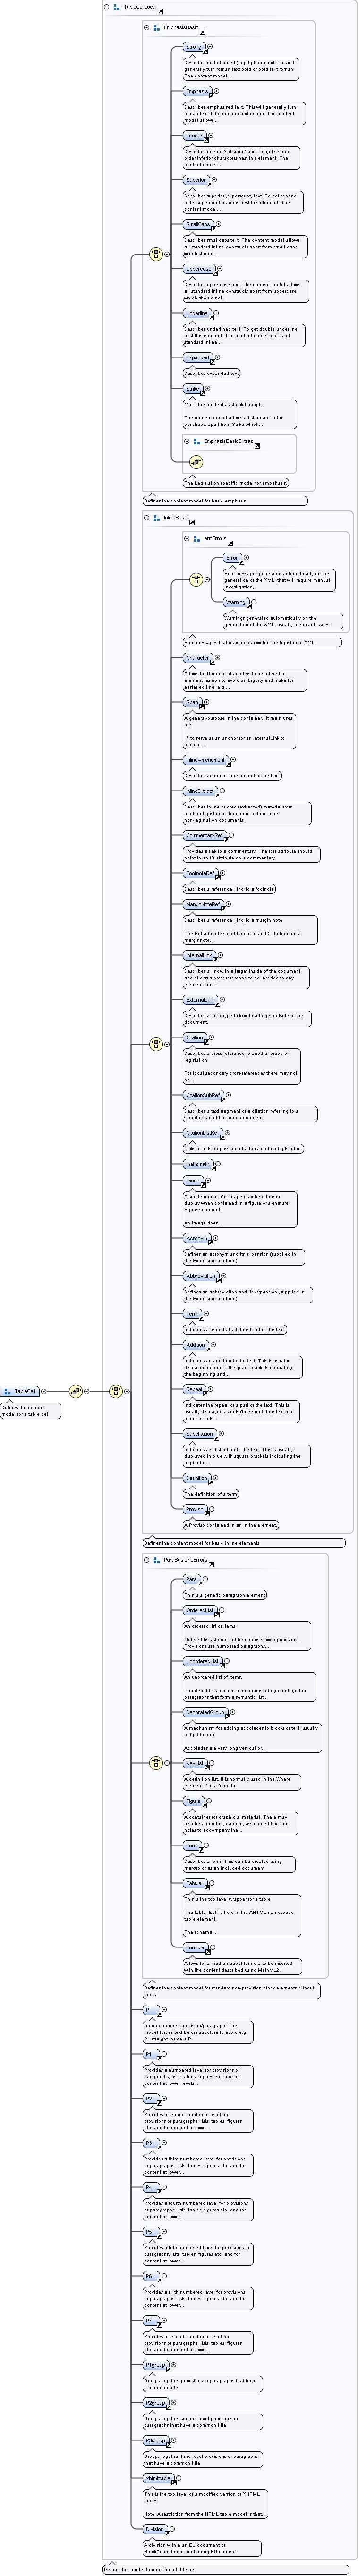 TableCellLocal
EmphasisBasic
Strong
Describes emboldened (highlighted) text. This will
generally turn roman text bold or bold text roman.
The content model...
Emphasis
Describes emphasised text. This will generally turn
roman text italic or italic text roman. The content
model allows...
Inferior
Describes inferior (subscript) text. To get second
order inferior characters nest this element. The
content model...
Superior
Describes superior (superscript) text. To get second
order superior characters nest this element. The
content model...
SmallCaps
Describes smallcaps text. The content model allows
all standard inline constructs apart from small caps
which should...
Uppercase
Describes uppercase text. The content model allows
all standard inline constructs apart from uppercase
which should not...
Underline
Describes underlined text. To get double underline
nest this element. The content model allows all
standard inline...
Expanded
Describes expanded text
Strike
Mark the content as struck through.
The content model allows all standard inline
constructs apart from Strike which...
EmphasisBasicExtras
The Legislation specific model for empahasis.
Defines the content model for basic emphasis
InlineBasic
err:Errors
Error
Error messages generated automatically on the
generation of the XML (that will require manual
investigation).
Warning
Warnings generated automatically on the
generation of the XML, usually irrelevant issues.
Error messages that may appear within the legislation XML.
Character
Allows for Unicode characters to be altered in
element fashion to avoid ambiguity and make for
easier editing, e.g....
Span
A general-purpose inline container. It main uses
are:
* to serve as an anchor for an InternalLink to
provide...
InlineAmendment
Describes an inline amendment to the text.
InlineExtract
Describes inline quoted (extracted) material from
another legislation document or from other
non-legislation documents.
CommentaryRef
Provides a link to a commentary. The Ref attribute should
point to an ID attribute on a commentary.
FootnoteRef
Describes a reference (link) to a footnote
MarginNoteRef
Describes a reference (link) to a margin note.
The Ref attribute should point to an ID attribute on a
marginnote...
InternalLink
Describes a link with a target inside of the document
and allows a cross-reference to be inserted to any
element that...
ExternalLink
Describes a link (hyperlink) with a target outside of the
document.
Citation
Describes a cross-reference to another piece of
legislation
For local secondary cross-references there may not
be...
CitationSubRef
Describes a text fragment of a citation referring to a
specific part of the cited document
CitationListRef
Links to a list of possible citations to other legislation.
math:math
Image
A single image. An image may be inline or
display when contained in a figure or signature
Signee element
An image does...
Acronym
Defines an acronym and its expansion (supplied in
the Expansion attribute).
Abbreviation
Defines an abbreviation and its expansion (supplied in
the Expansion attribute).
Term
Indicates a term that's defined within the text.
Addition
Indicates an addition to the text. This is usually
displayed in blue with square brackets indicating
the beginning and...
Repeal
Indicates the repeal of a part of the text. This is
usually displayed as dots (three for inline text and
a line of dots...
Substitution
Indicates a substitution to the text. This is usually
displayed in blue with square brackets indicating the
beginning...
Definition
The definition of a term
Proviso
A Proviso contained in an inline element.
Defines the content model for basic inline elements
TableCell
Defines the content
model for a table cell
ParaBasicNoErrors
Para
This is a generic paragraph element
OrderedList
An ordered list of items.
Ordered lists should not be confused with provisions.
Provisions are numbered paragraphs,...
UnorderedList
An unordered list of items.
Unordered lists provide a mechanism to group together
paragraphs that form a semantic list...
DecoratedGroup
A mechanism for adding accolades to blocks of text (usually
a right brace)
Accolades are very long vertical or...
KeyList
A definition list. It is normally used in the Where
element if in a formula.
Figure
A container for graphic(s) material. There may
also be a number, caption, associated text and
notes to accompany the...
Form
Describes a form. This can be created using
markup or as an included document
Tabular
This is the top level wrapper for a table
The table itself is held in the XHTML namespace
table element.
The schema...
Formula
Allows for a mathematical formula to be inserted
with the content described using MathML2.
Defines the content model for standard non-provision block elements without
errors
P
An unnumbered provision/paragraph. The
model forces text before structure to avoid e.g.
P1 straight inside a P
P1
Provides a numbered level for provisions or
paragraphs, lists, tables, figures etc. and for
content at lower levels...
P2
Provides a second numbered level for
provisions or paragraphs, lists, tables, figures
etc. and for content at lower...
P3
Provides a third numbered level for provisions
or paragraphs, lists, tables, figures etc. and for
content at lower...
P4
Provides a fourth numbered level for provisions
or paragraphs, lists, tables, figures etc. and for
content at lower...
P5
Provides a fifth numbered level for provisions or
paragraphs, lists, tables, figures etc. and for
content at lower...
P6
Provides a sixth numbered level for provisions
or paragraphs, lists, tables, figures etc. and for
content at lower...
P7
Provides a seventh numbered level for
provisions or paragraphs, lists, tables, figures
etc. and for content at lower...
P1group
Groups together provisions or paragraphs that have
a common title
P2group
Groups together second level provisions or
paragraphs that have a common title
P3group
Groups together third level provisions or paragraphs
that have a common title
xhtml:table
This is the top level of a modified version of XHTML
tables
Note: A restriction from the HTML table model is that...
Division
A division within an EU document or
BlockAmendment containing EU content
Defines the content model for a table cell